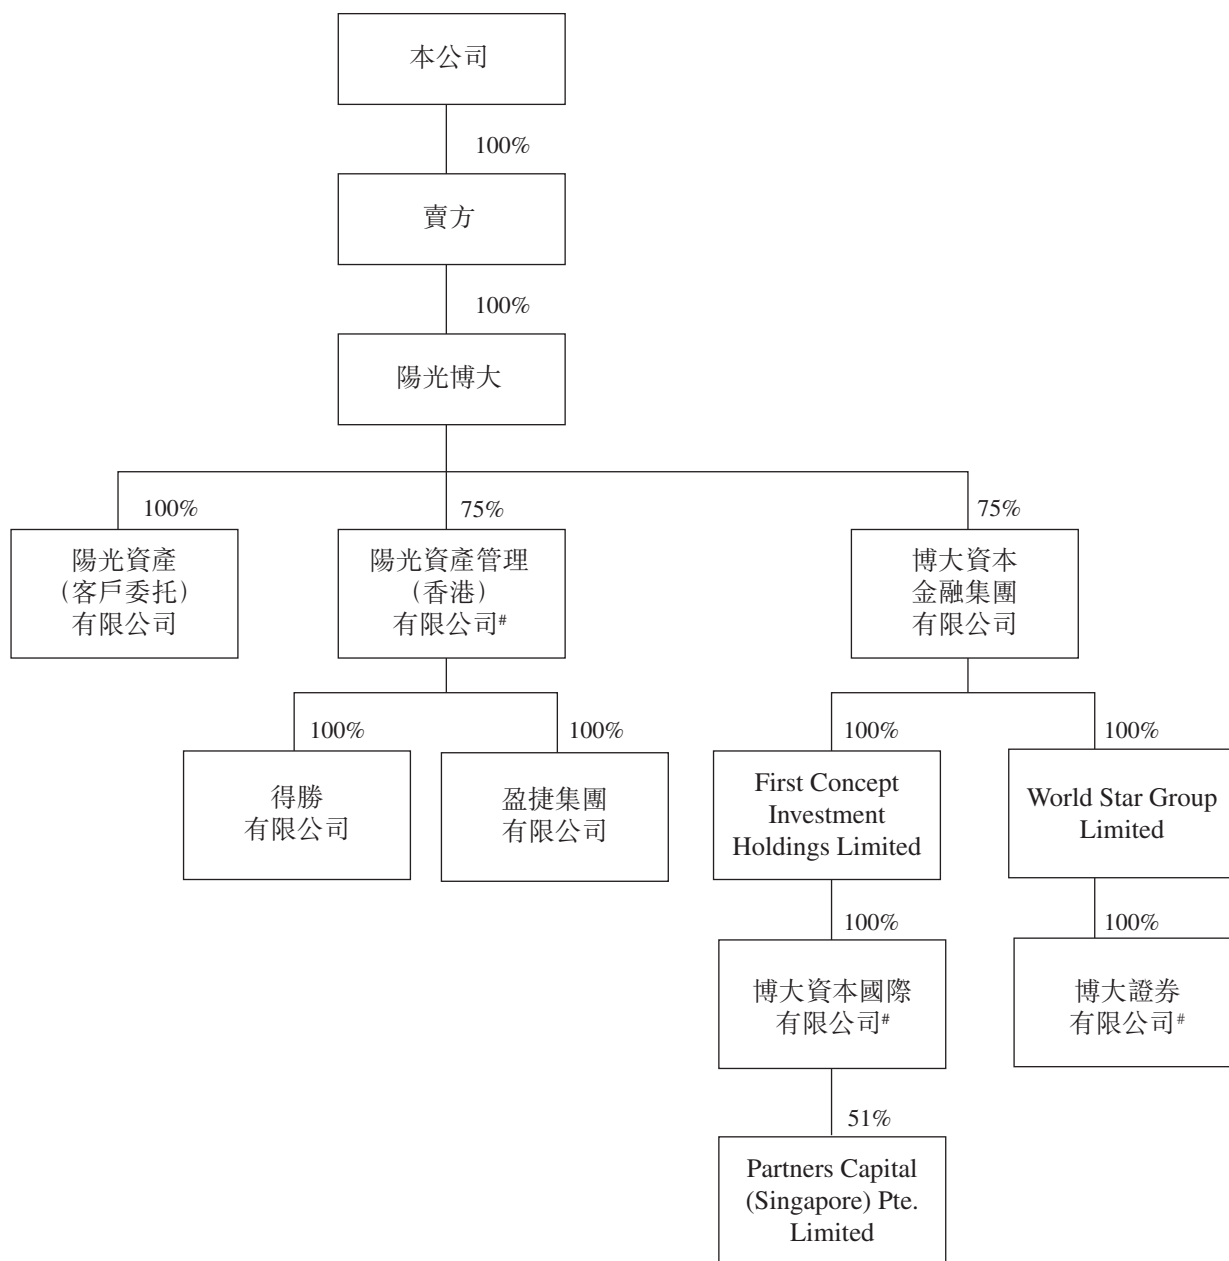 本公司
100%
賣方
100%
陽光博大
100%
75%
75%
陽光資產
（客戶委托）
有限公司
陽光資產管理
（香港）
有限公司#
博大資本
金融集團
有限公司
100%
100%
100%
100%
得勝
有限公司
盈捷集團
有限公司
First Concept
Investment
Holdings Limited
World Star Group
Limited
100%
100%
博大資本國際
有限公司#
博大證券
有限公司#
51%
Partners Capital
(Singapore) Pte.
Limited